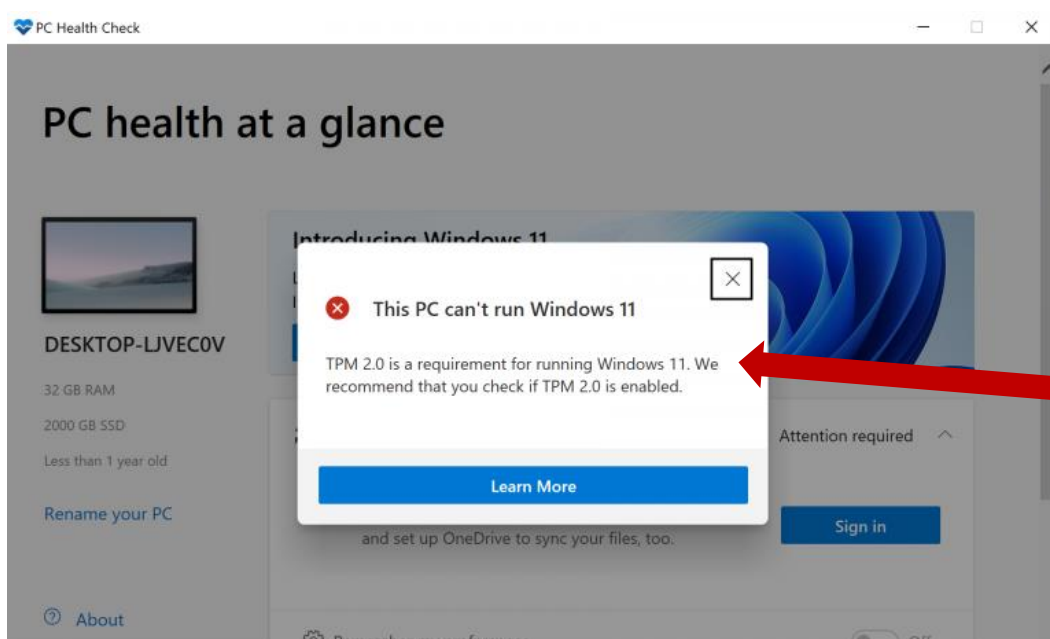 PC Health Check
PC health at a glance
Introducing Windows 11
This PC can't run Windows 11
TPM 2.0 is a requirement for running Windows 11. We
recommend that you check if TPM 2.0 is enabled.
Learn More
DESKTOP-LJVEC0V
32 GB RAM
2000 GB SSD
Less than 1 year old
Rename your PC
Attention required
Sign in
and set up OneDrive to sync your files, too.
About